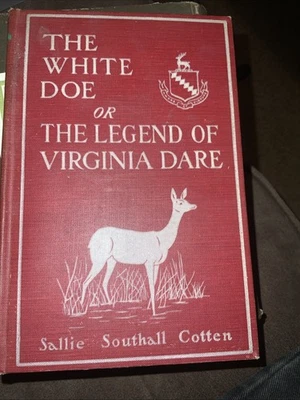 THE
WHITE
DOE
OR
THE LEGEND OF
VIRGINIA DARE
Sallie Southall Cotten